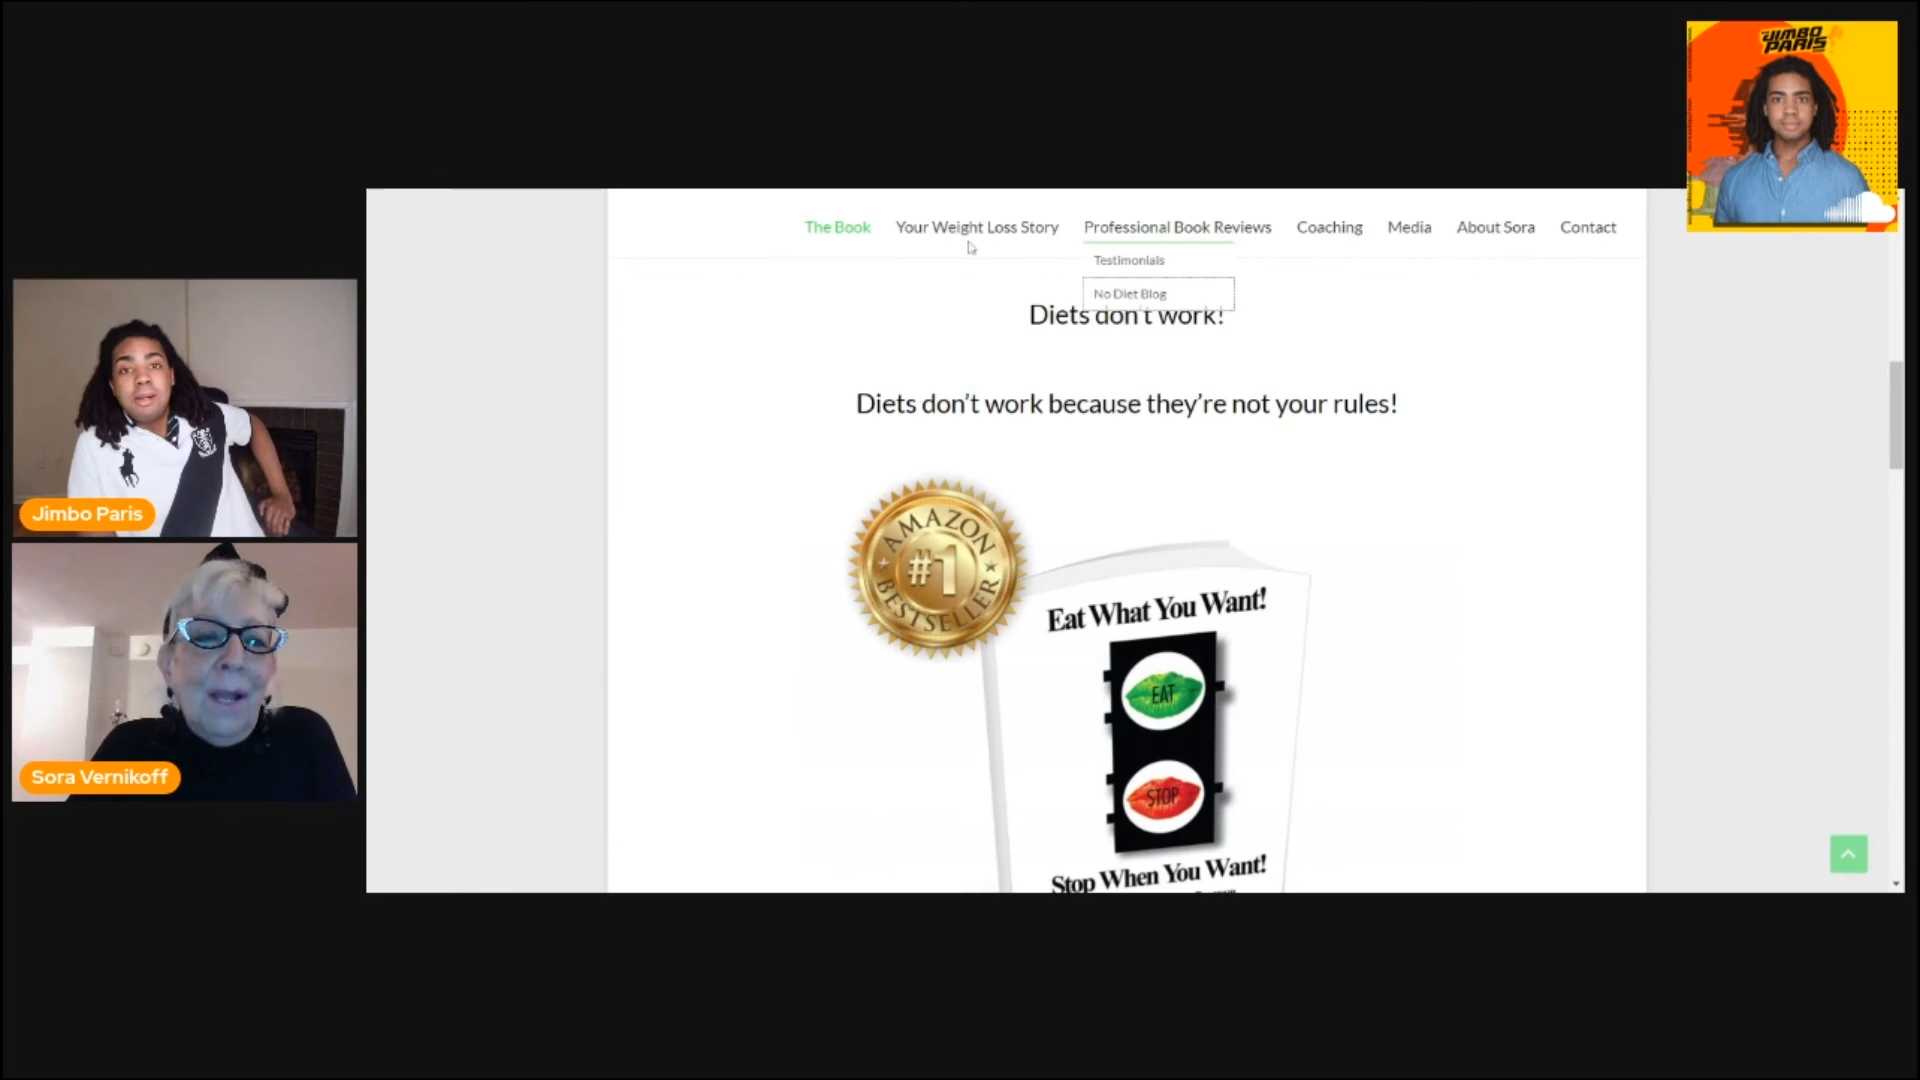 JIMBO
PARIS
The Book Your Weight Loss Story Professional Book Reviews Coaching Media About Sora Contact
Testimonials
No Diet Blog
Diets don't work!
Diets don't work because they're not your rules!
AMAZON
#1
BESTSELLER
Eat What You Want!
EAT
STOP
Stop When You Want!
Jimbo Paris
Sora Vernikoff